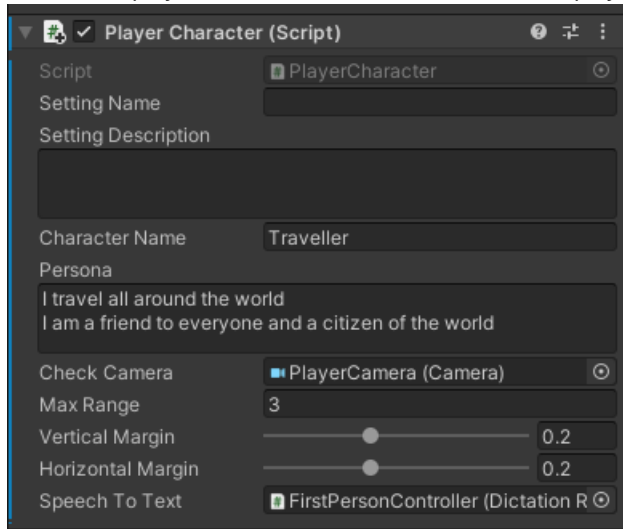 Player Character (Script)
Script PlayerCharacter
Setting Name
Setting Description
Character Name Traveller
Persona
I travel all around the world
I am a friend to everyone and a citizen of the world
Check Camera PlayerCamera (Camera)
Max Range 3
Vertical Margin 0.2
Horizontal Margin 0.2
Speech To Text FirstPersonController (Dictation R